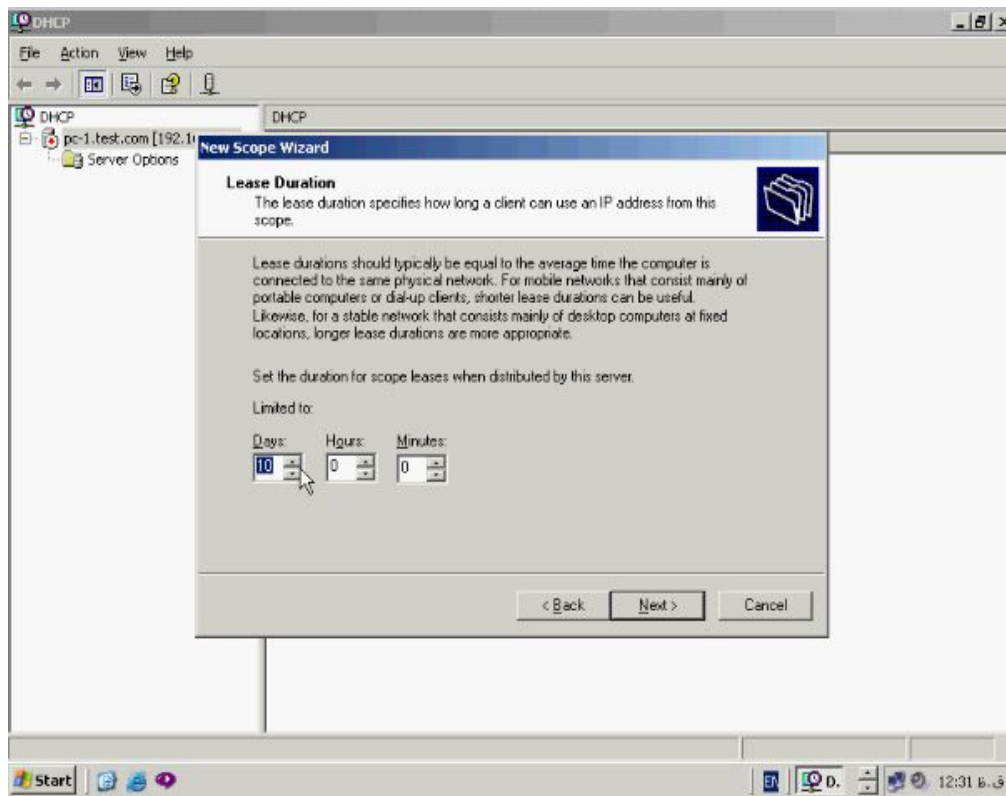 DHCP
File Action View Help
DHCP
DHCP
pc-1.test.com [192.1
Server Options
New Scope Wizard
Lease Duration
The lease duration specifies how long a client can use an IP address from this
scope.
Lease durations should typically be equal to the average time the computer is
connected to the same physical network. For mobile networks that consist mainly of
portable computers or dial-up clients, shorter lease durations can be useful.
Likewise, for a stable network that consists mainly of desktop computers at fixed
locations, longer lease durations are more appropriate.
Set the duration for scope leases when distributed by this server.
Limited to:
Days: Hours: Minutes:
10 0 0
< Back Next > Cancel
Start EN D. 12:31